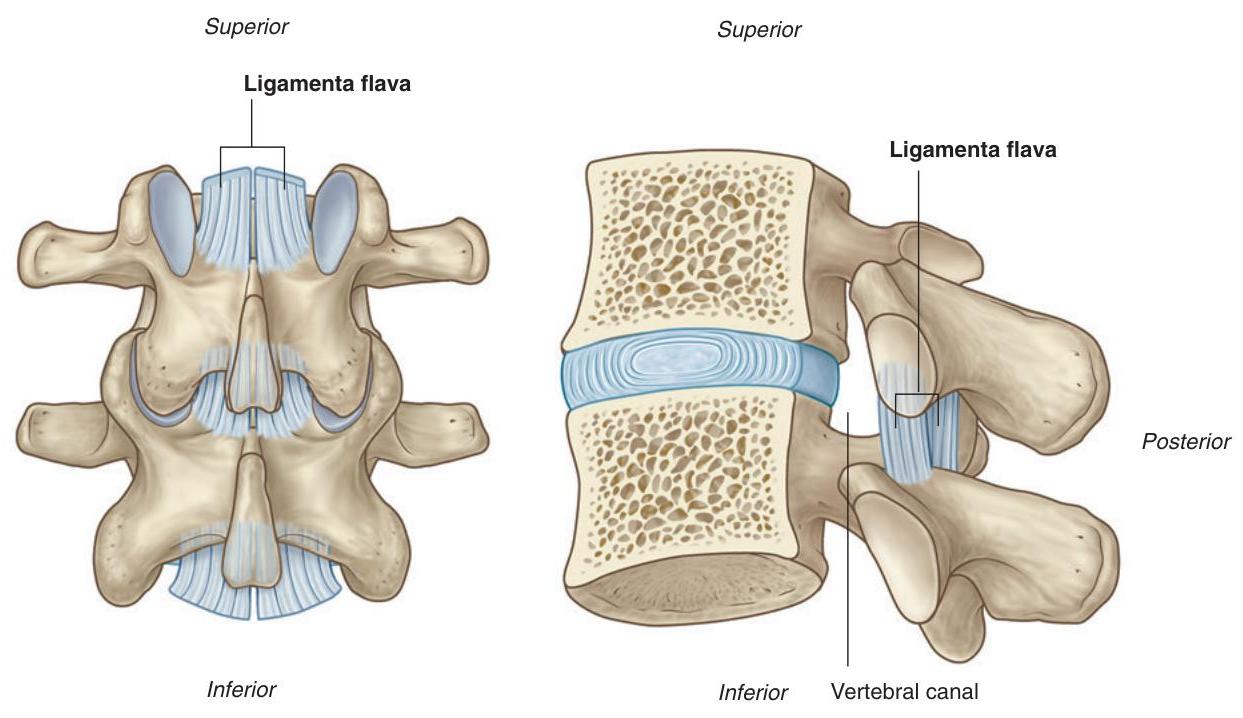 Superior
Ligamenta flava
Inferior
Superior
Ligamenta flava
Posterior
Inferior
Vertebral canal